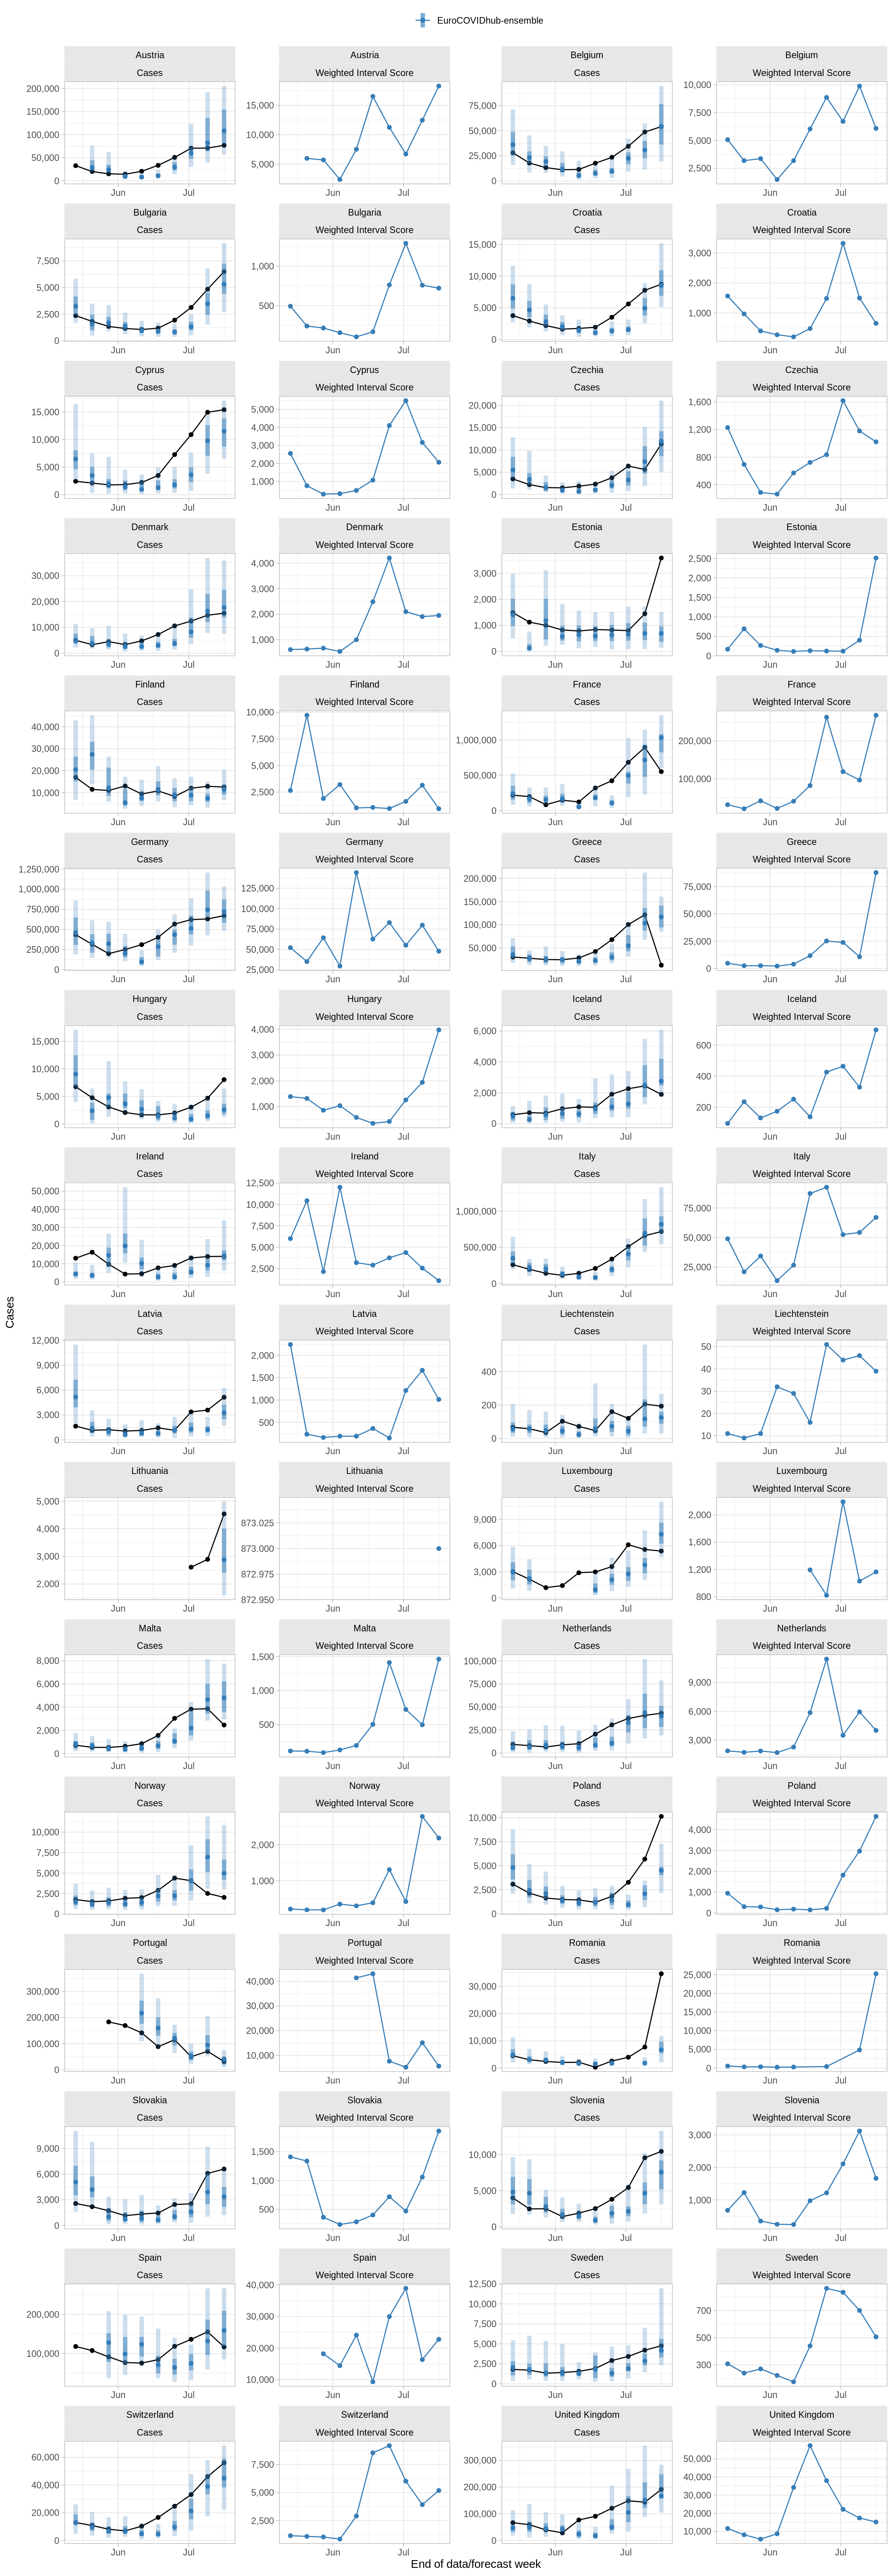 EuroCOVIDhub-ensemble
Austria Austria Belgium Belgium
Cases Weighted Interval Score Cases Weighted Interval Score
200,000 150,000 100,000 50,000 0
15,000 10,000 5,000
75,000 50,000 25,000 0
10,000 7,500 5,000 2,500
Jun Jul Jun Jul Jun Jul Jun Jul
Bulgaria Bulgaria Croatia Croatia
Cases Weighted Interval Score Cases Weighted Interval Score
7,500 5,000 2,500 0
1,000 500
15,000 10,000 5,000 0
3,000 2,000 1,000
Jun Jul Jun Jul Jun Jul Jun Jul
Cyprus Cyprus Czechia Czechia
Cases Weighted Interval Score Cases Weighted Interval Score
15,000 10,000 5,000 0
5,000 4,000 3,000 2,000 1,000
20,000 15,000 10,000 5,000 0
1,600 1,200 800 400
Jun Jul Jun Jul Jun Jul Jun Jul
Denmark Denmark Estonia Estonia
Cases Weighted Interval Score Cases Weighted Interval Score
30,000 20,000 10,000 0
4,000 3,000 2,000 1,000
3,000 2,000 1,000 0
2,500 2,000 1,500 1,000 500 0
Jun Jul Jun Jul Jun Jul Jun Jul
Finland Finland France France
Cases Weighted Interval Score Cases Weighted Interval Score
40,000 30,000 20,000 10,000
10,000 7,500 5,000 2,500
1,000,000 500,000 0
200,000 100,000
Jun Jul Jun Jul Jun Jul Jun Jul
Germany Germany Greece Greece
Cases Weighted Interval Score Cases Weighted Interval Score
1,250,000 1,000,000 750,000 500,000 250,000 0
125,000 100,000 75,000 50,000 25,000
200,000 150,000 100,000 50,000
75,000 50,000 25,000 0
Jun Jul Jun Jul Jun Jul Jun Jul
Hungary Hungary Iceland Iceland
Cases Weighted Interval Score Cases Weighted Interval Score
15,000 10,000 5,000 0
4,000 3,000 2,000 1,000
6,000 4,000 2,000 0
600 400 200
Jun Jul Jun Jul Jun Jul Jun Jul
Ireland Ireland Italy Italy
Cases Weighted Interval Score Cases Weighted Interval Score
50,000 40,000 30,000 20,000 10,000 0
12,500 10,000 7,500 5,000 2,500
1,000,000 500,000 0
75,000 50,000 25,000
Jun Jul Jun Jul Jun Jul Jun Jul
Cases
Latvia Latvia Liechtenstein Liechtenstein
Cases Weighted Interval Score Cases Weighted Interval Score
12,000 9,000 6,000 3,000 0
2,000 1,500 1,000 500
400 200 0
50 40 30 20 10
Jun Jul Jun Jul Jun Jul Jun Jul
Lithuania Lithuania Luxembourg Luxembourg
Cases Weighted Interval Score Cases Weighted Interval Score
5,000 4,000 3,000 2,000
873.025 873.000 872.975 872.950
9,000 6,000 3,000 0
2,000 1,600 1,200 800
Jun Jul Jun Jul Jun Jul Jun Jul
Malta Malta Netherlands Netherlands
Cases Weighted Interval Score Cases Weighted Interval Score
8,000 6,000 4,000 2,000 0
1,500 1,000 500
100,000 75,000 50,000 25,000 0
9,000 6,000 3,000
Jun Jul Jun Jul Jun Jul Jun Jul
Norway Norway Poland Poland
Cases Weighted Interval Score Cases Weighted Interval Score
10,000 7,500 5,000 2,500 0
2,000 1,000
10,000 7,500 5,000 2,500 0
4,000 3,000 2,000 1,000 0
Jun Jul Jun Jul Jun Jul Jun Jul
Portugal Portugal Romania Romania
Cases Weighted Interval Score Cases Weighted Interval Score
300,000 200,000 100,000 0
40,000 30,000 20,000 10,000
30,000 20,000 10,000 0
25,000 20,000 15,000 10,000 5,000 0
Jun Jul Jun Jul Jun Jul Jun Jul
Slovakia Slovakia Slovenia Slovenia
Cases Weighted Interval Score Cases Weighted Interval Score
9,000 6,000 3,000 0
1,500 1,000 500
10,000 5,000 0
3,000 2,000 1,000
Jun Jul Jun Jul Jun Jul Jun Jul
Spain Spain Sweden Sweden
Cases Weighted Interval Score Cases Weighted Interval Score
200,000 100,000
40,000 30,000 20,000 10,000
12,500 10,000 7,500 5,000 2,500 0
700 500 300
Jun Jul Jun Jul Jun Jul Jun Jul
Switzerland Switzerland United Kingdom United Kingdom
Cases Weighted Interval Score Cases Weighted Interval Score
60,000 40,000 20,000 0
7,500 5,000 2,500
300,000 200,000 100,000 0
50,000 40,000 30,000 20,000 10,000
Jun Jul Jun Jul Jun Jul Jun Jul
End of data/forecast week